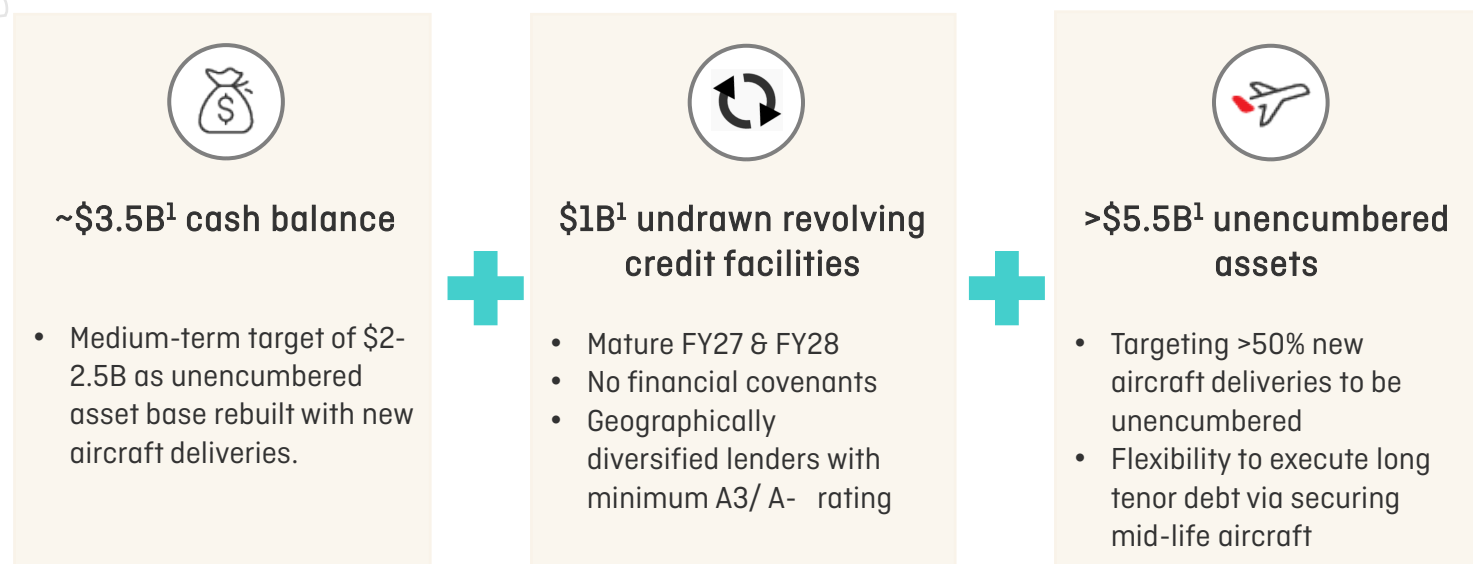 ~$3.5B¹ cash balance
• Medium-term target of $2-
2.5B as unencumbered
asset base rebuilt with new
aircraft deliveries.
$1B¹ undrawn revolving
credit facilities
• Mature FY27 & FY28
• No financial covenants
• Geographically
diversified lenders with
minimum A3/ A- rating
>$5.5B¹ unencumbered
assets
• Targeting >50% new
aircraft deliveries to be
unencumbered
• Flexibility to execute long
tenor debt via securing
mid-life aircraft